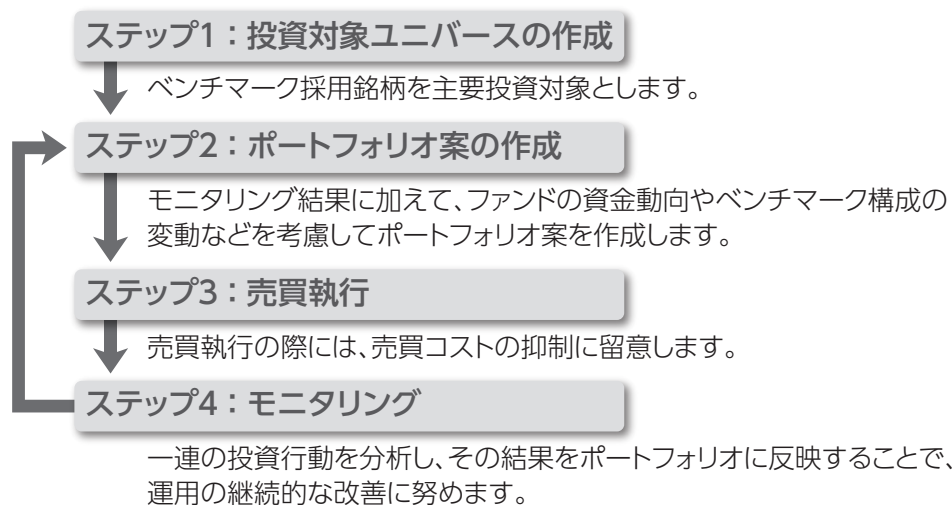 ステップ1：投資対象ユニバースの作成
ベンチマーク採用銘柄を主要投資対象とします。
ステップ2：ポートフォリオ案の作成
モニタリング結果に加えて、ファンドの資金動向やベンチマーク構成の
変動などを考慮してポートフォリオ案を作成します。
ステップ3：売買執行
売買執行の際には、売買コストの抑制に留意します。
ステップ4：モニタリング
一連の投資行動を分析し、その結果をポートフォリオに反映することで、
運用の継続的な改善に努めます。